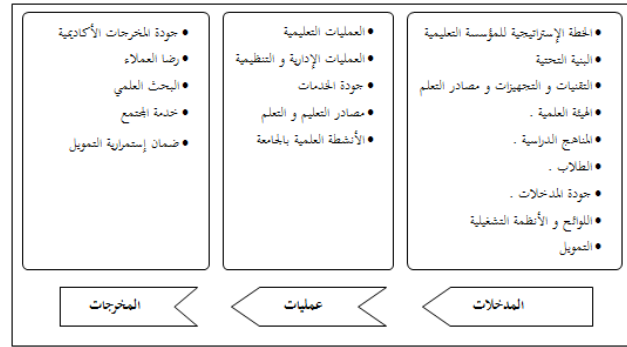 • الخطة الإستراتيجية للمؤسسة التعليمية
• البنية التحتية
• التقنيات و التجهيزات و مصادر التعلم
• الهيئة العلمية .
• المناهج الدراسية .
• الطلاب .
• جودة المدخلات .
• اللوائح و الأنظمة التشغيلية
• التمويل
المدخلات
• العمليات التعليمية
• العمليات الإدارية و التنظيمية
• جودة الخدمات
• مصادر التعليم و التعلم
• الأنشطة العلمية بالجامعة
عمليات
• جودة المخرجات الأكاديمية
• رضا العملاء
• البحث العلمي
• خدمة المجتمع
• ضمان إستمرارية التمويل
المخرجات